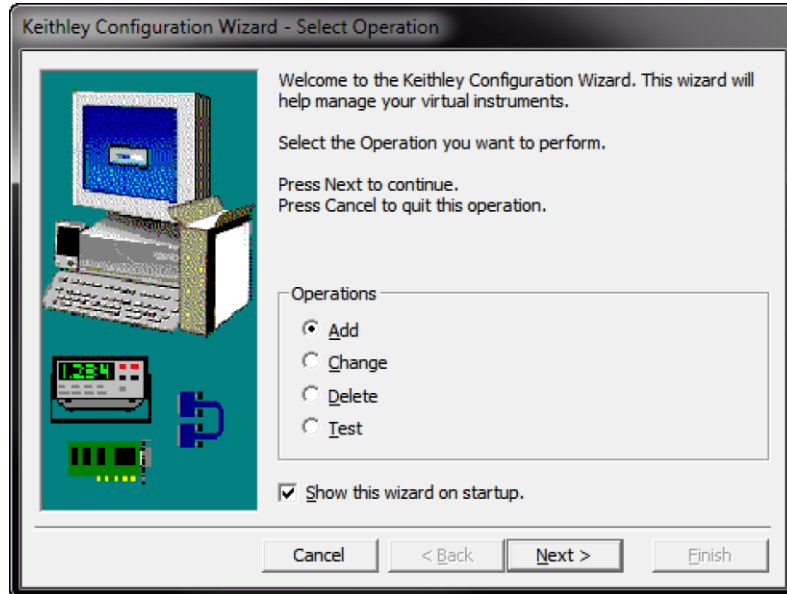 Keithley Configuration Wizard - Select Operation
Welcome to the Keithley Configuration Wizard. This wizard will
help manage your virtual instruments.
Select the Operation you want to perform.
Press Next to continue.
Press Cancel to quit this operation.
Operations
Add
Change
Delete
Test
1.234
Show this wizard on startup.
Cancel
< Back
Next >
Finish